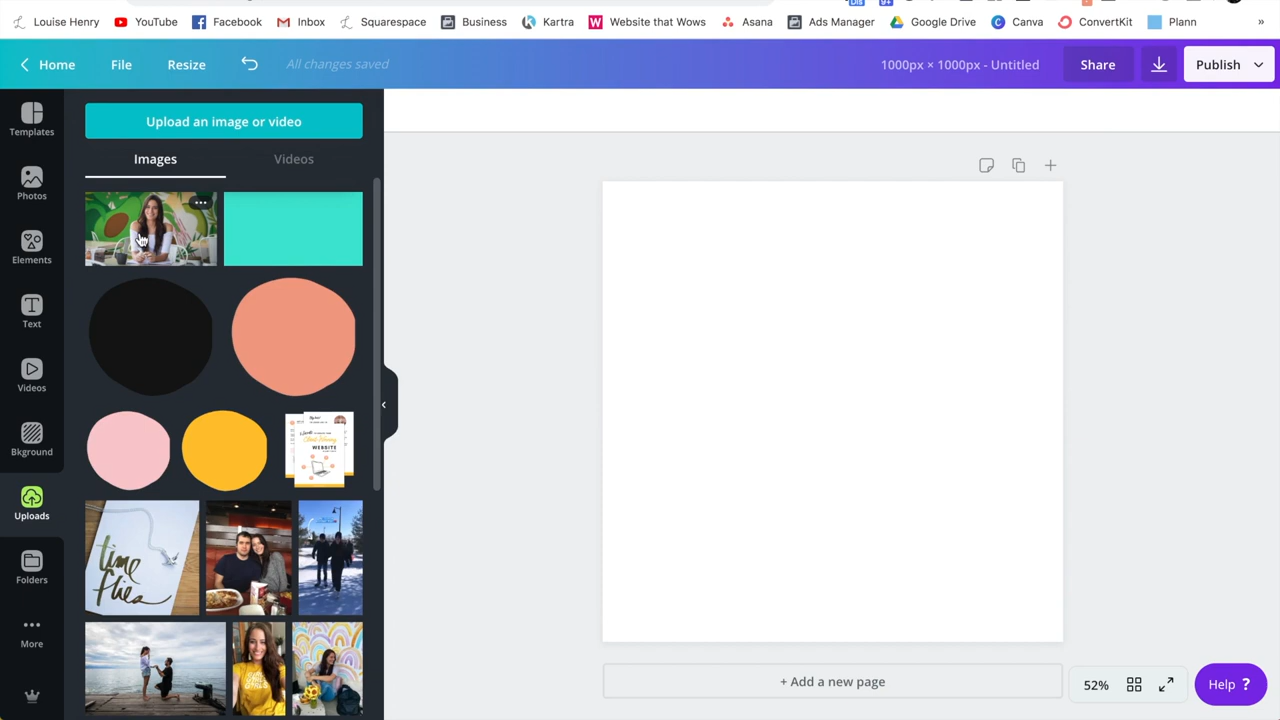 Louise Henry YouTube Facebook Inbox Squarespace Business Kartra Website that Wows Asana Ads Manager Google Drive Canva ConvertKit Plann »
Home File Resize All changes saved 1000px × 1000px - Untitled Share Publish
Templates
Photos
Elements
Text
Videos
Bkground
Uploads
Folders
More
Upload an image or video
Images Videos
WEBSITE
time
flies
+ Add a new page
52%
Help ?